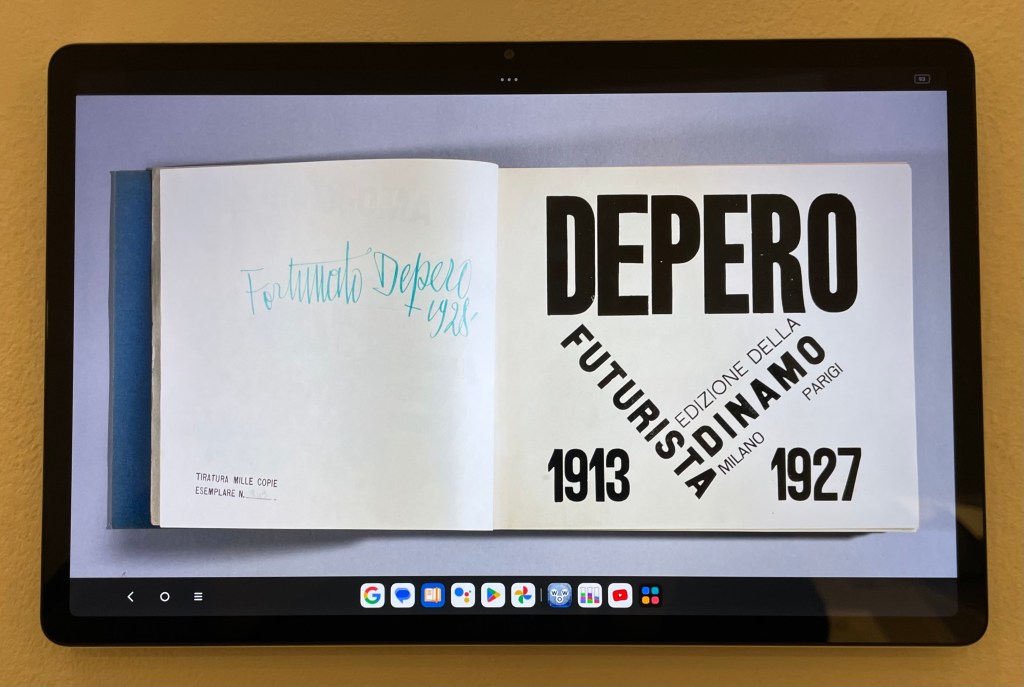 Fortunato Depero
1928
TIRATURA MILLE COPIE
ESEMPLARE N.
DEPERO
FUTURISTA
EDIZIONE DELLA
DINAMO
MILANO
PARIGI
1913
1927